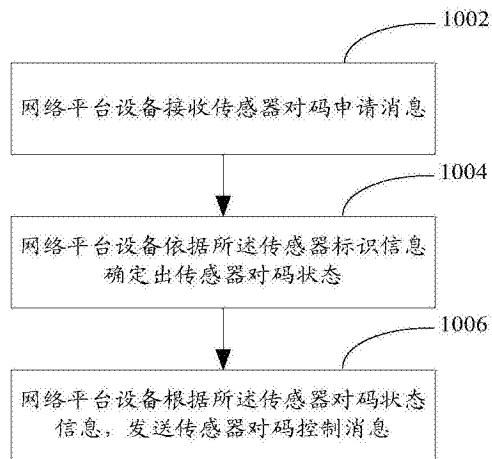 1002
网络平台设备接收传感器对码申请消息
1004
网络平台设备依据所述传感器标识信息
确定出传感器对码状态
1006
网络平台设备根据所述传感器对码状态
信息，发送传感器对码控制消息